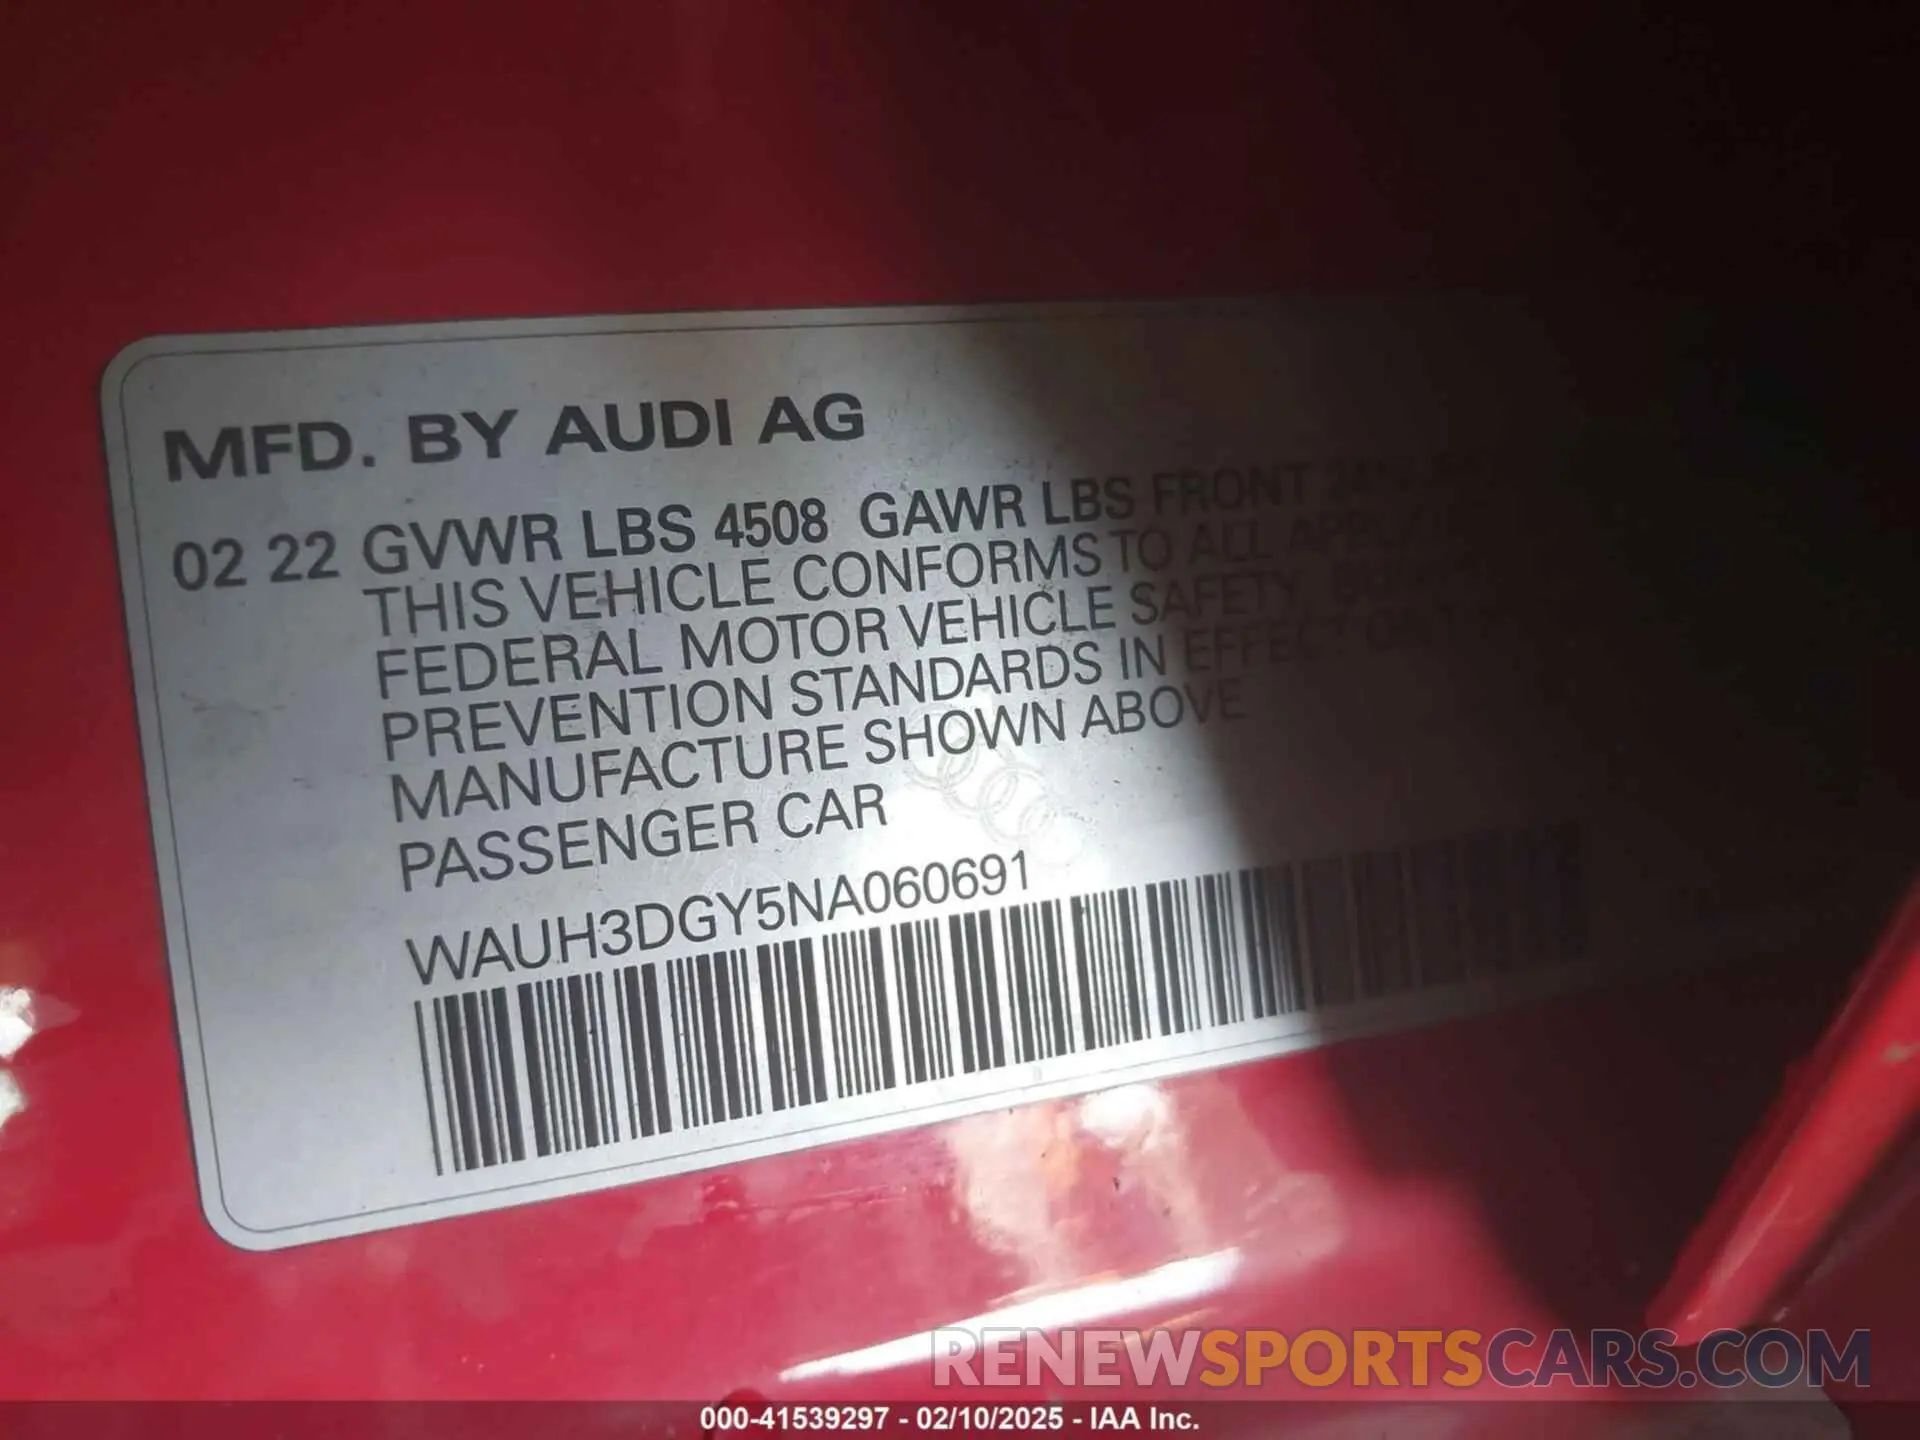 MFD. BY AUDI AG
02 22 GVWR LBS 4508 GAWR LBS FRONT
THIS VEHICLE CONFORMS TO ALL
FEDERAL MOTOR VEHICLE SAFETY,
PREVENTION STANDARDS IN EFFECT
MANUFACTURE SHOWN ABOVE
PASSENGER CAR
WAUH3DGY5NA060691
RENEWSPORTSCARS.COM
000-41539297 - 02/10/2025 - IAA Inc.